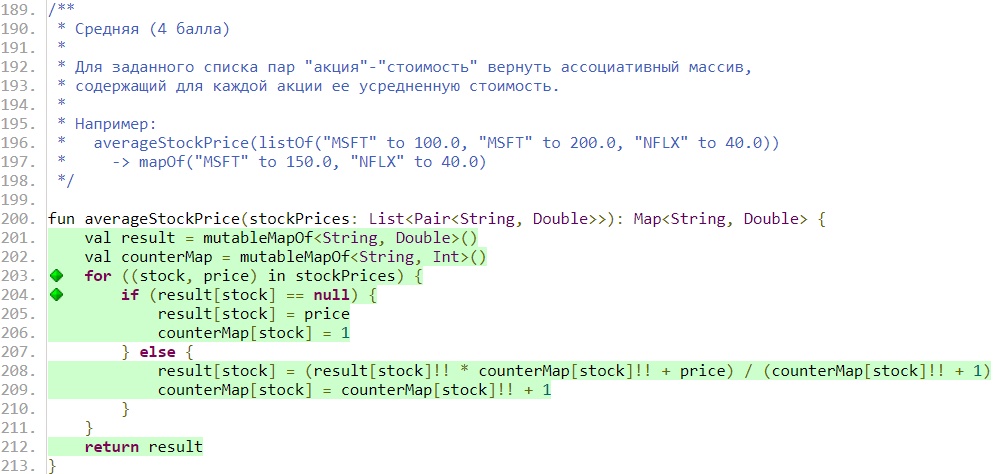 189. /**
190.  * Средняя (4 балла)
191.  *
192.  * Для заданного списка пар "акция"-"стоимость" вернуть ассоциативный массив,
193.  * содержащий для каждой акции ее усредненную стоимость.
194.  *
195.  * Например:
196.  *   averageStockPrice(listOf("MSFT" to 100.0, "MSFT" to 200.0, "NFLX" to 40.0))
197.  *     -> mapOf("MSFT" to 150.0, "NFLX" to 40.0)
198.  */
199.
200. fun averageStockPrice(stockPrices: List<Pair<String, Double>>): Map<String, Double> {
201.     val result = mutableMapOf<String, Double>()
202.     val counterMap = mutableMapOf<String, Int>()
203.     for ((stock, price) in stockPrices) {
204.         if (result[stock] == null) {
205.             result[stock] = price
206.             counterMap[stock] = 1
207.         } else {
208.             result[stock] = (result[stock]!! * counterMap[stock]!! + price) / (counterMap[stock]!! + 1)
209.             counterMap[stock] = counterMap[stock]!! + 1
210.         }
211.     }
212.     return result
213. }